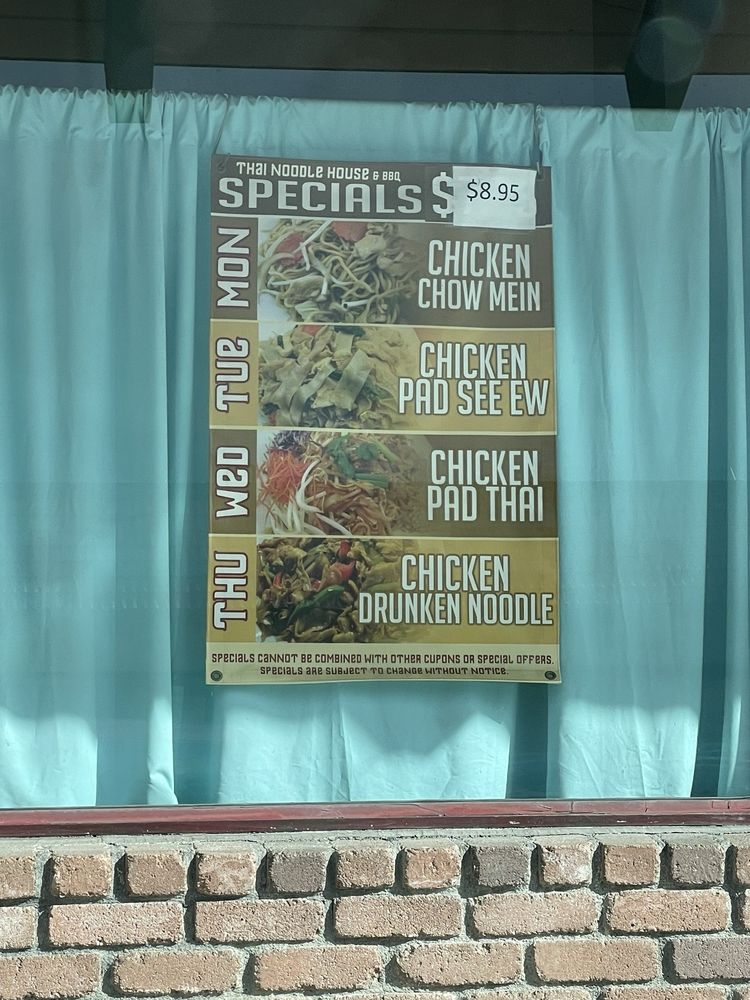 THAI NOODLE HOUSE & BBQ
SPECIALS $
$8.95
MON
CHICKEN
CHOW MEIN
TUE
CHICKEN
PAD SEE EW
WED
CHICKEN
PAD THAI
THU
CHICKEN
DRUNKEN NOODLE
SPECIALS CANNOT BE COMBINED WITH OTHER CUPONS OR SPECIAL OFFERS.
SPECIALS ARE SUBJECT TO CHANGE WITHOUT NOTICE.